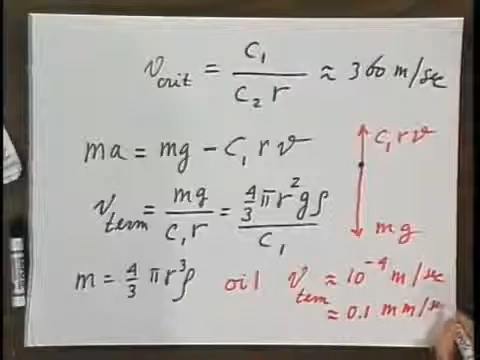 v_crit = C₁ / (C₂ r) ≈ 360 m/sec
ma = mg − C₁ r v
C₁ r v
v_term = mg / (C₁ r) = (4/3 π r² g ρ) / C₁
mg
m = 4/3 π r³ ρ oil v_term ≈ 10⁻⁴ m/sec
≈ 0.1 mm/s